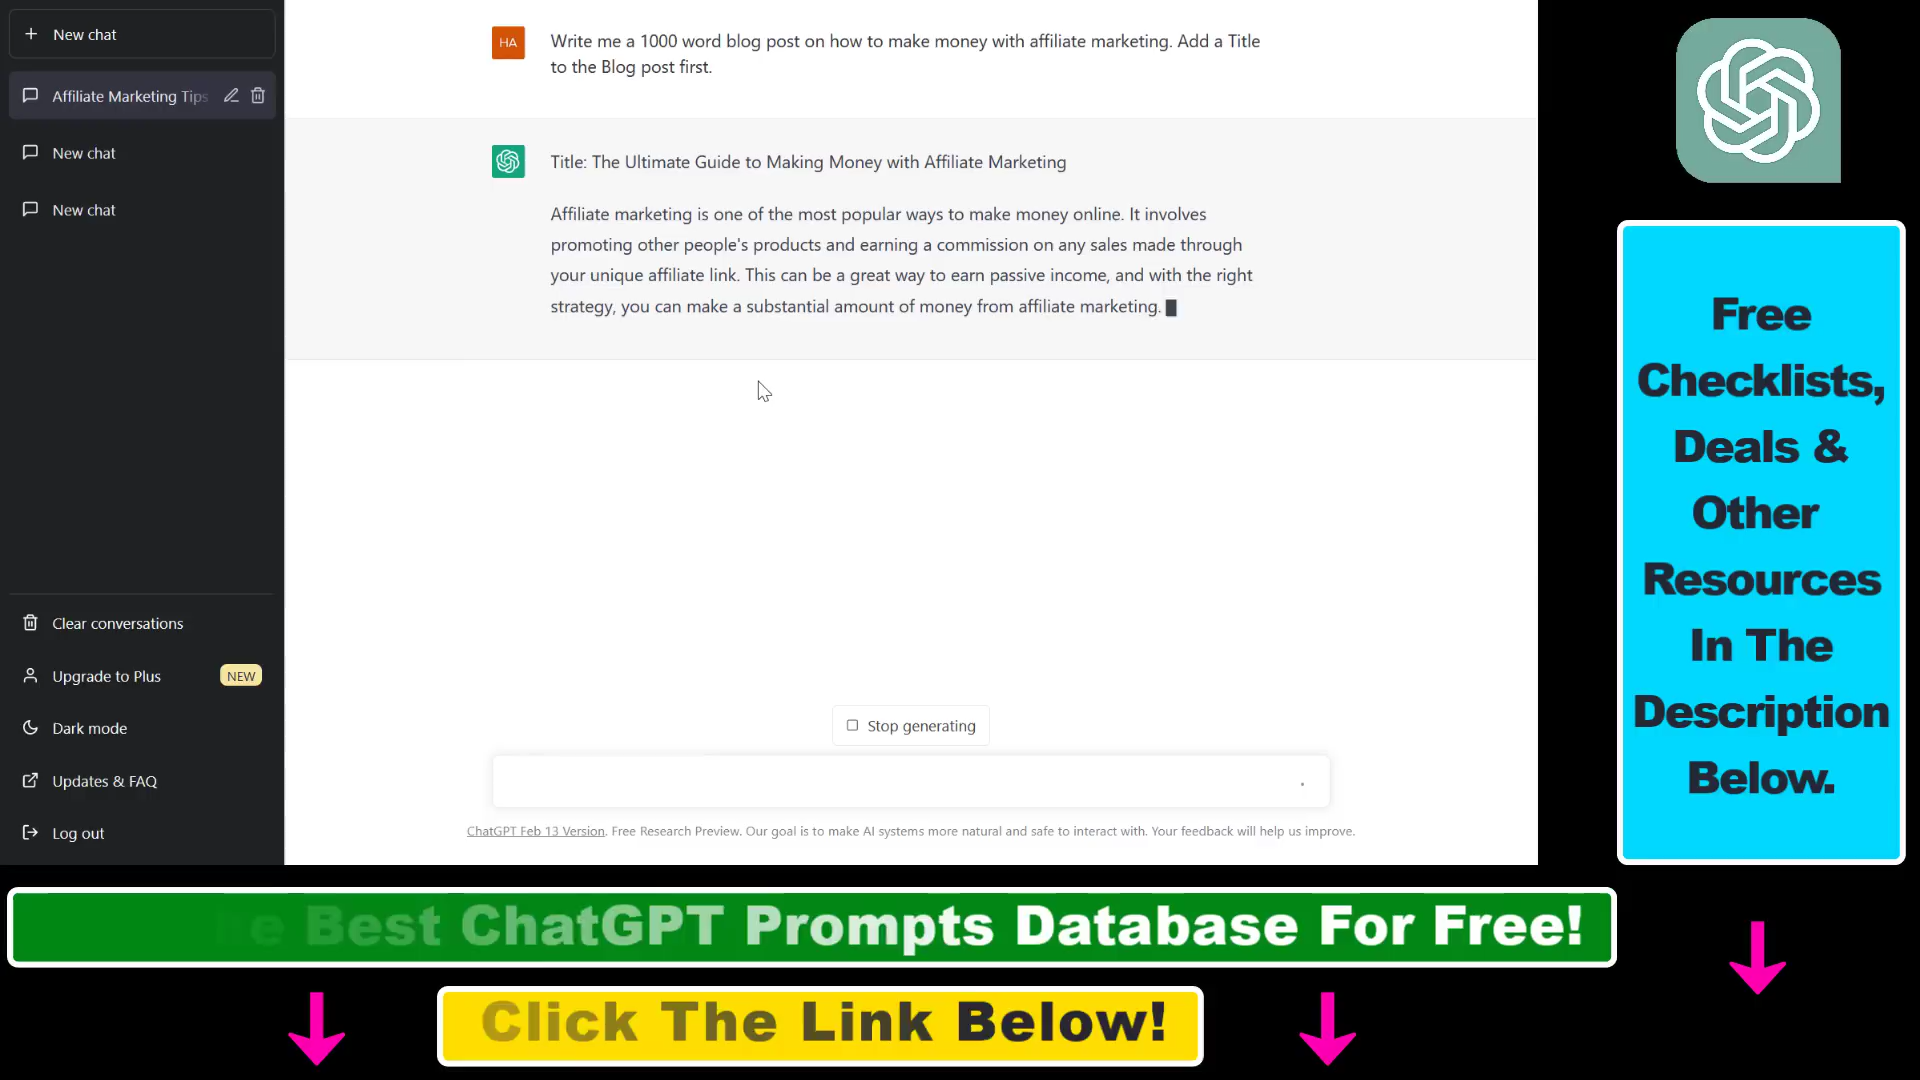 New chat
Affiliate Marketing Tips
New chat
New chat
Clear conversations
Upgrade to Plus NEW
Dark mode
Updates & FAQ
Log out
HA
Write me a 1000 word blog post on how to make money with affiliate marketing. Add a Title
to the Blog post first.
Title: The Ultimate Guide to Making Money with Affiliate Marketing
Affiliate marketing is one of the most popular ways to make money online. It involves
promoting other people's products and earning a commission on any sales made through
your unique affiliate link. This can be a great way to earn passive income, and with the right
strategy, you can make a substantial amount of money from affiliate marketing.
Stop generating
ChatGPT Feb 13 Version. Free Research Preview. Our goal is to make AI systems more natural and safe to interact with. Your feedback will help us improve.
Free
Checklists,
Deals &
Other
Resources
In The
Description
Below.
Best ChatGPT Prompts Database For Free!
Click The Link Below!